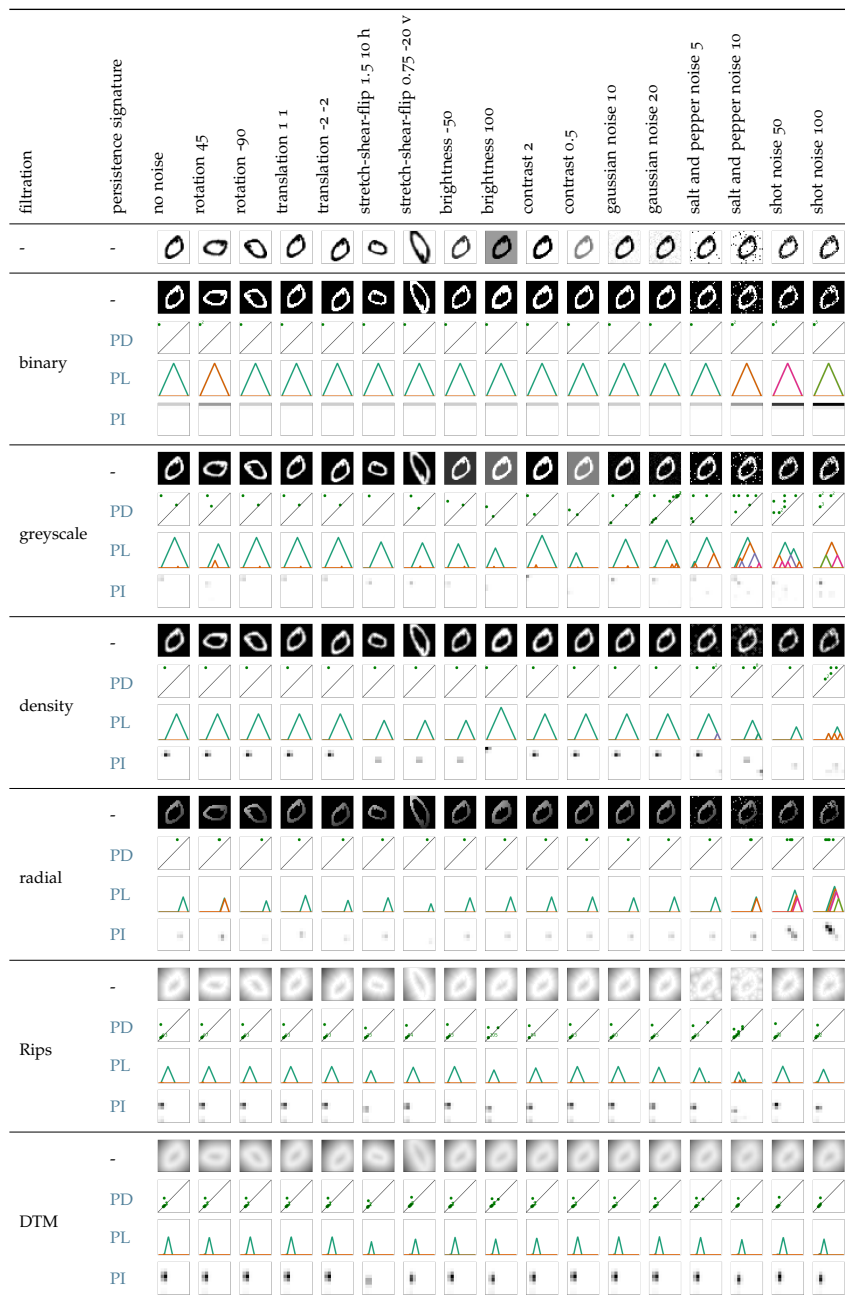 filtration
persistence signature
no noise
rotation 45
rotation -90
translation 1 1
translation -2 -2
stretch-shear-flip 1.5 10 h
stretch-shear-flip 0.75 -20 v
brightness -50
brightness 100
contrast 2
contrast 0.5
gaussian noise 10
gaussian noise 20
salt and pepper noise 5
salt and pepper noise 10
shot noise 50
shot noise 100
- -
binary
-
PD
PL
PI
greyscale
-
PD
PL
PI
density
-
PD
PL
PI
radial
-
PD
PL
PI
Rips
-
PD
PL
PI
DTM
-
PD
PL
PI